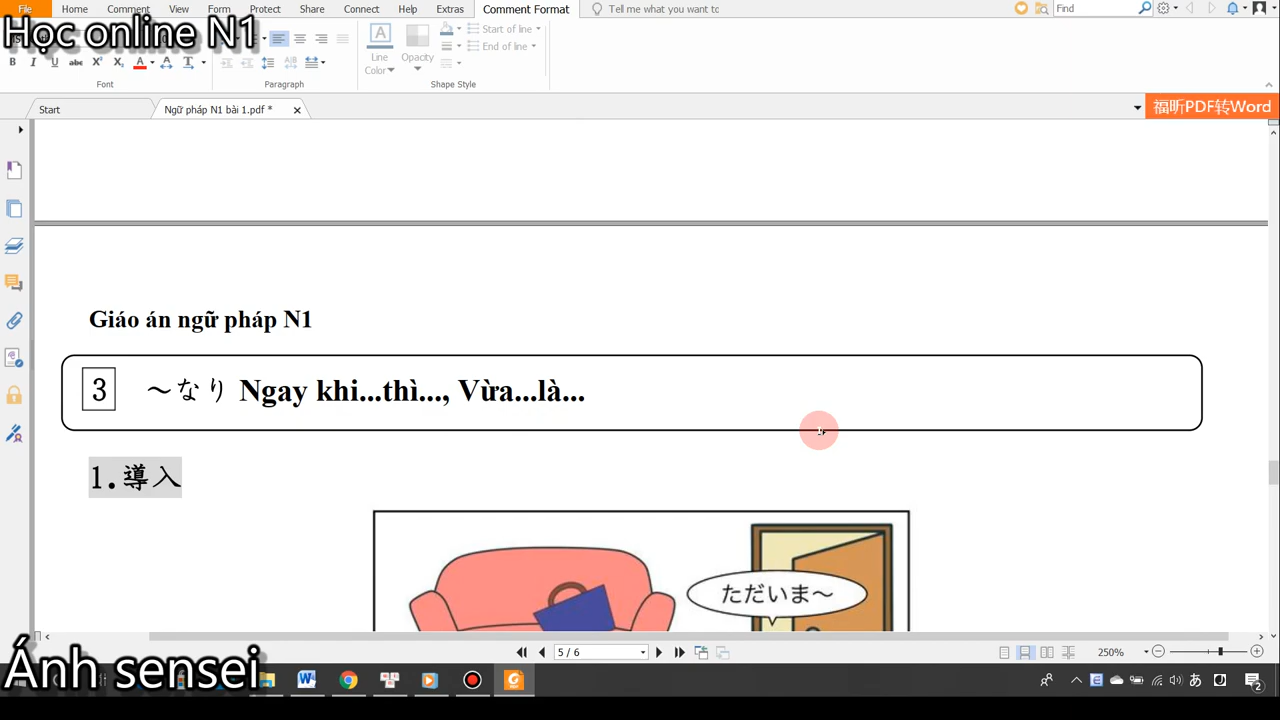 File Home Comment View Form Protect Share Connect Help Extras Comment Format Tell me what you want to Find
Học online N1
Start of line
End of line
Line Color
Opacity
Font Paragraph Shape Style
Start Ngữ pháp N1 bài 1.pdf *
福昕PDF转Word
Giáo án ngữ pháp N1
3 ～なり Ngay khi...thì..., Vừa...là...
1.導入
ただいま～
5 / 6 250%
Ánh sensei
あ
2